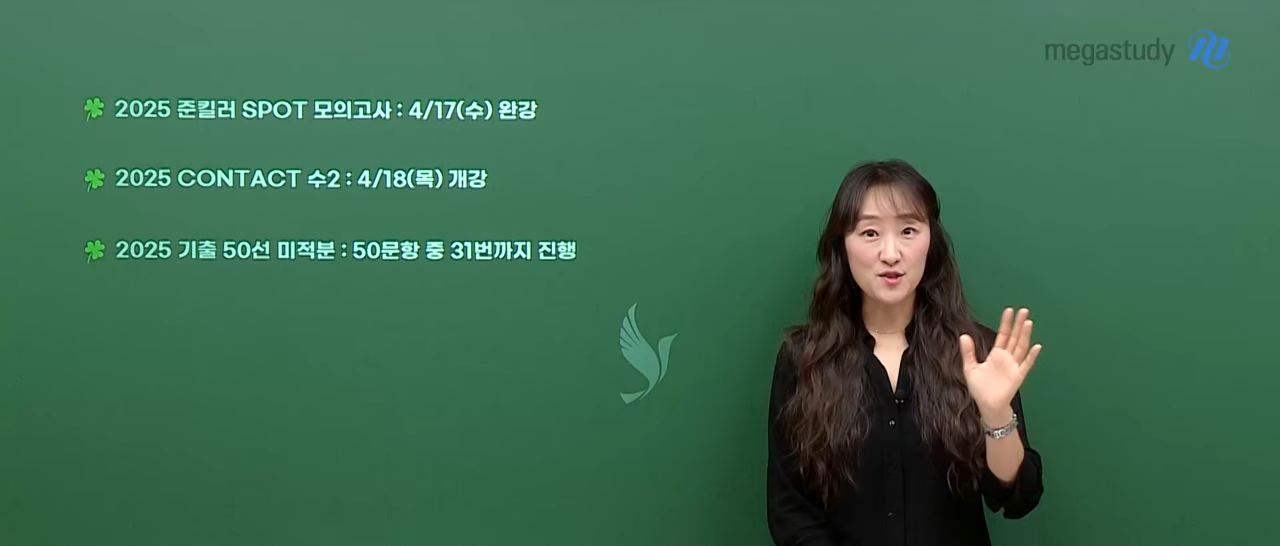 megastudy
2025 준킬러 SPOT 모의고사 : 4/17(수) 완강
2025 CONTACT 수2 : 4/18(목) 개강
2025 기출 50선 미적분 : 50문항 중 31번까지 진행